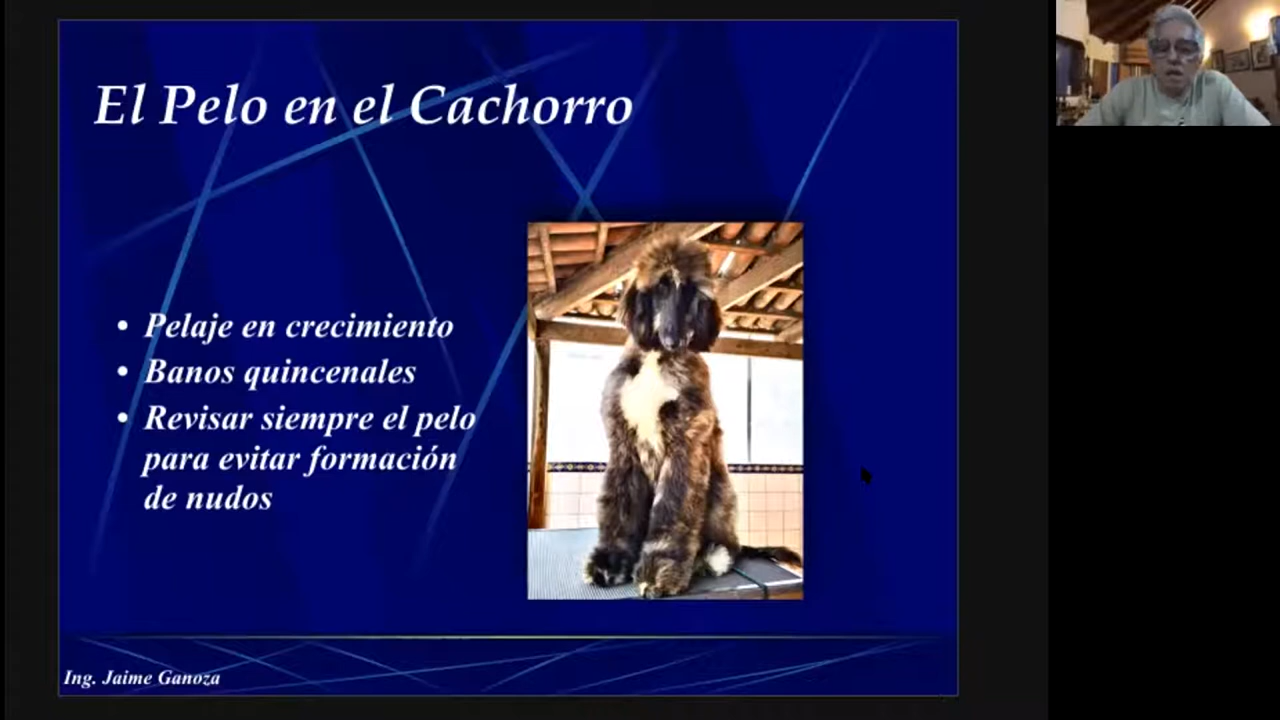 El Pelo en el Cachorro
• Pelaje en crecimiento
• Banos quincenales
• Revisar siempre el pelo
para evitar formación
de nudos
Ing. Jaime Ganoza